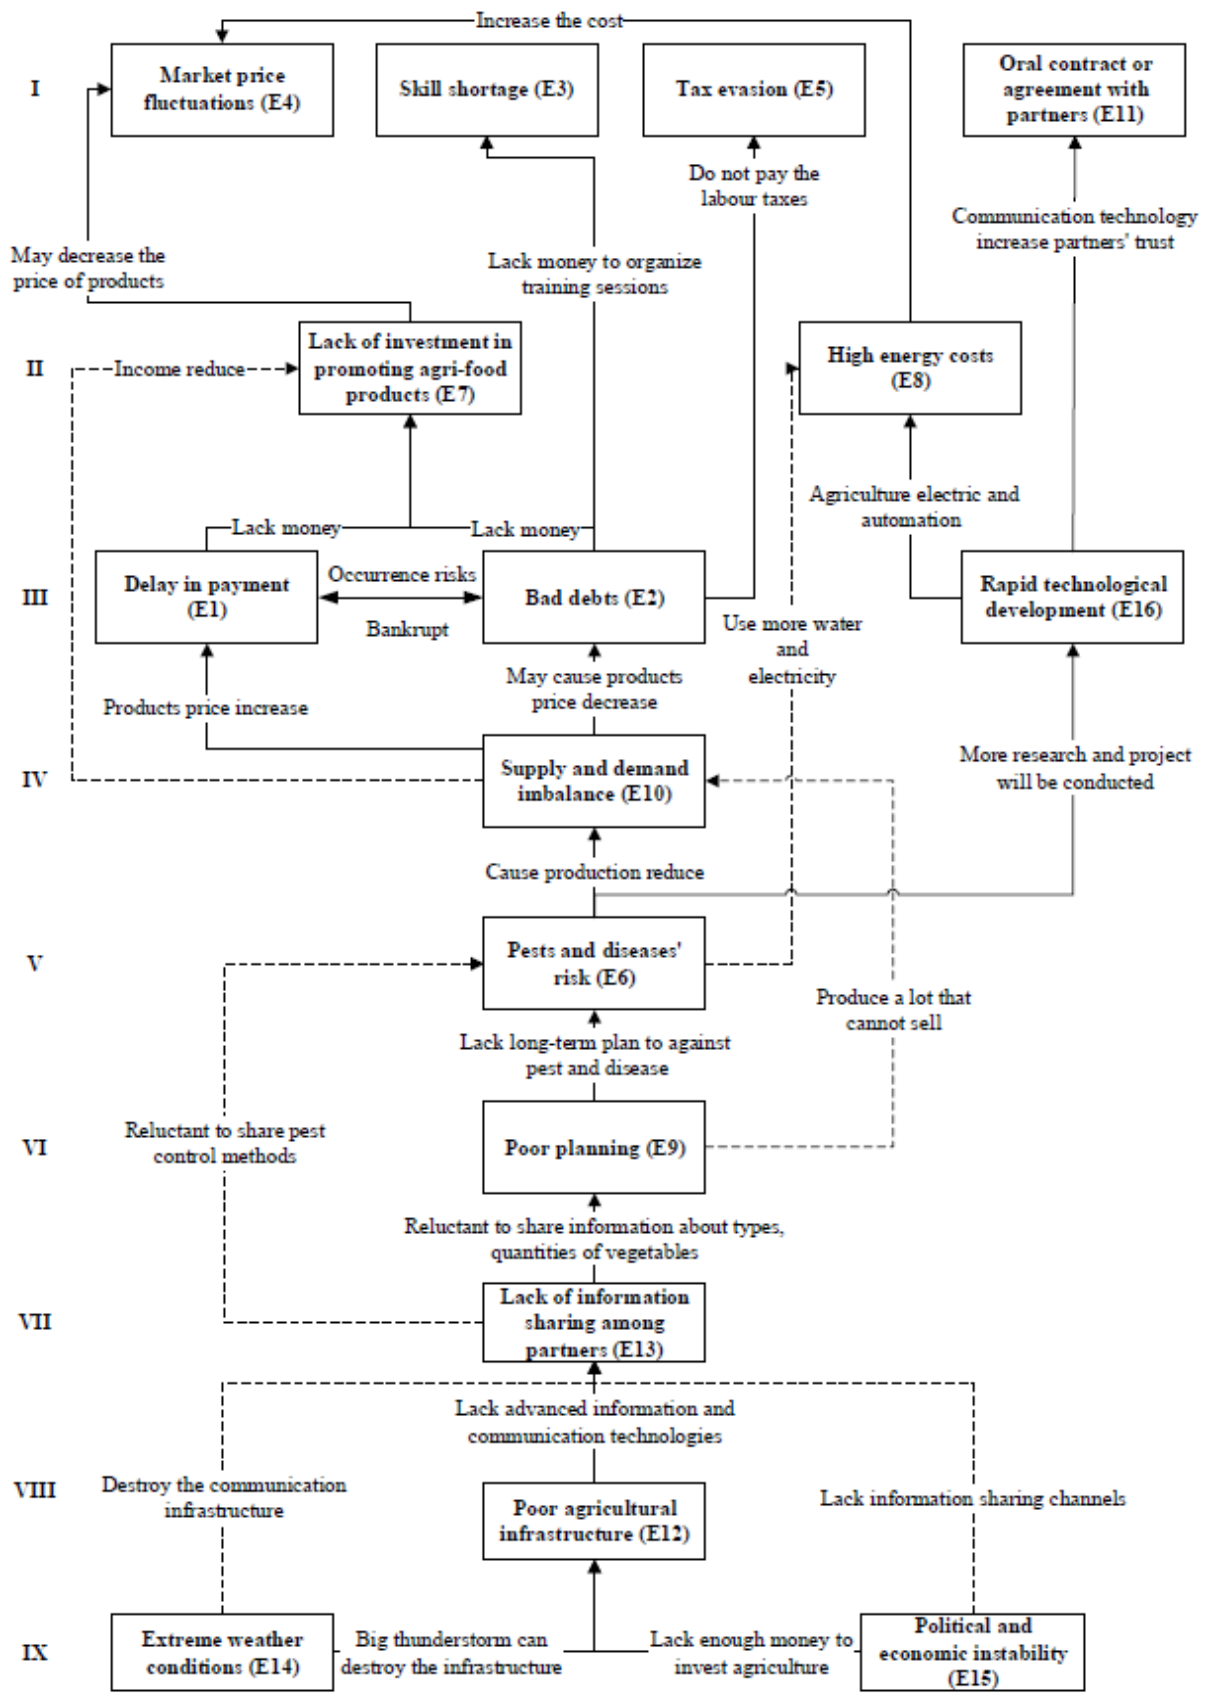 Increase the cost
I
Market price
fluctuations (E4)
Skill shortage (E3)
Tax evasion (E5)
Oral contract or
agreement with
partners (E11)
Do not pay the
labour taxes
Communication technology
increase partners' trust
May decrease the
price of products
Lack money to organize
training sessions
II
Income reduce
Lack of investment in
promoting agri-food
products (E7)
High energy costs
(E8)
Agriculture electric and
automation
Lack money
Lack money
III
Delay in payment
(E1)
Occurrence risks
Bankrupt
Bad debts (E2)
Rapid technological
development (E16)
Use more water
and
electricity
May cause products
price decrease
Products price increase
More research and project
will be conducted
IV
Supply and demand
imbalance (E10)
Cause production reduce
V
Pests and diseases'
risk (E6)
Produce a lot that
cannot sell
Lack long-term plan to against
pest and disease
Reluctant to share pest
control methods
VI
Poor planning (E9)
Reluctant to share information about types,
quantities of vegetables
VII
Lack of information
sharing among
partners (E13)
Lack advanced information and
communication technologies
VIII
Destroy the communication
infrastructure
Poor agricultural
infrastructure (E12)
Lack information sharing channels
IX
Extreme weather
conditions (E14)
Big thunderstorm can
destroy the infrastructure
Lack enough money to
invest agriculture
Political and
economic instability
(E15)